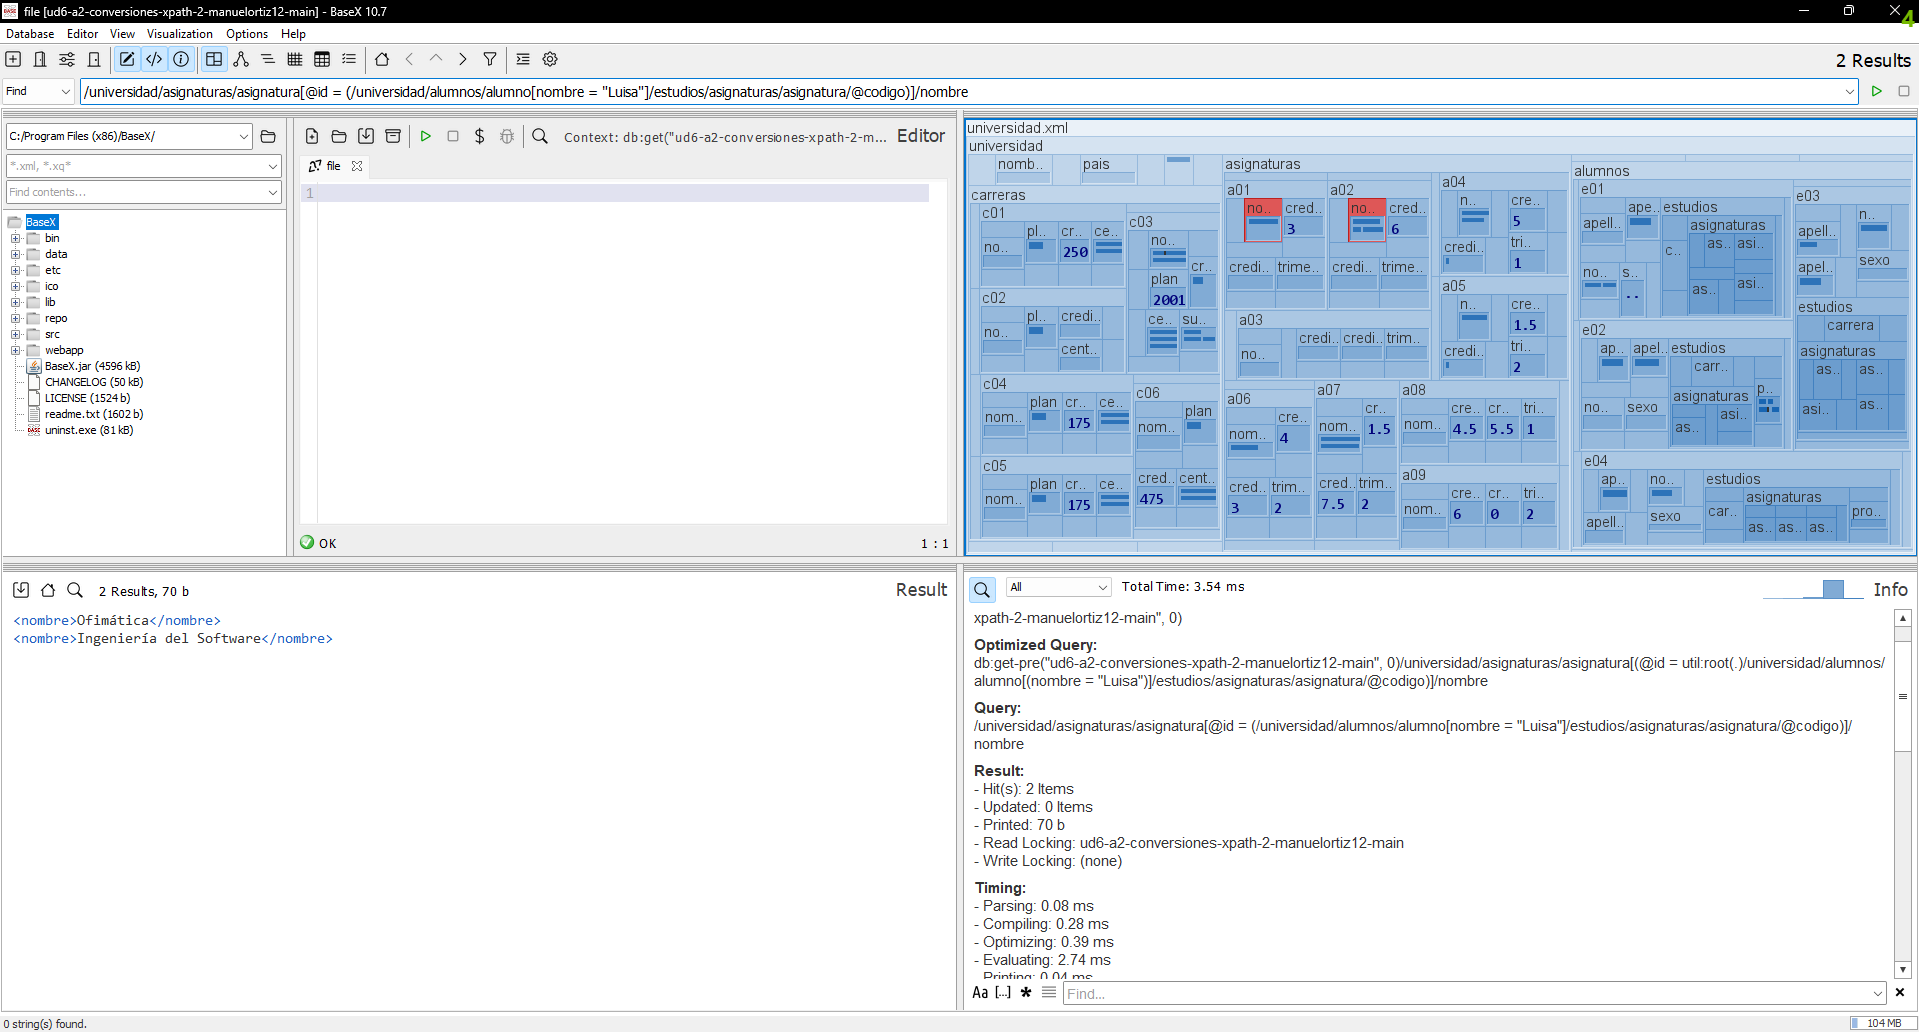 file [ud6-a2-conversiones-xpath-2-manuelortiz12-main] - BaseX 10.7
4
Database Editor View Visualization Options Help
2 Results
Find
/universidad/asignaturas/asignatura[@id = (/universidad/alumnos/alumno[nombre = "Luisa"]/estudios/asignaturas/asignatura/@codigo)]/nombre
C:/Program Files (x86)/BaseX/
*.xml, *.xq*
Find contents...
BaseX
bin
data
etc
ico
lib
repo
src
webapp
BaseX.jar (4596 kB)
CHANGELOG (50 kB)
LICENSE (1524 b)
readme.txt (1602 b)
uninst.exe (81 kB)
Context: db:get("ud6-a2-conversiones-xpath-2-m...
Editor
file
1
OK
1 : 1
universidad.xml
universidad
nomb..
pais
carreras
c01
no..
pl..
cr..
250
ce..
c02
no..
pl..
credi..
cent..
c03
no..
plan
2001
cr..
ce..
su..
c04
nom..
plan
cr..
175
ce..
c05
nom..
plan
cr..
175
ce..
c06
nom..
plan
cred..
475
cent..
asignaturas
a01
no..
cred..
3
credi..
trime..
a02
no..
cred..
6
credi..
trime..
a03
no..
credi..
credi..
trim..
a04
n..
cre..
5
credi..
tri..
1
a05
n..
cre..
1.5
credi..
tri..
2
a06
nom..
cre..
4
cred..
3
trim..
2
a07
nom..
cr..
1.5
cred..
7.5
trim..
2
a08
nom..
cre..
4.5
cr..
5.5
tri..
1
a09
nom..
cre..
6
cr..
0
tri..
2
alumnos
e01
apell..
ape..
no..
s..
..
estudios
c..
asignaturas
as..
asi..
as..
asi..
e02
ap..
apel..
no..
sexo
estudios
carr..
asignaturas
as..
asi..
p..
e03
apell..
n..
apel..
sexo
estudios
carrera
asignaturas
as..
as..
asi..
as..
e04
ap..
no..
apell..
sexo
estudios
car..
asignaturas
as..
as..
as..
pro..
2 Results, 70 b
Result
<nombre>Ofimática</nombre>
<nombre>Ingeniería del Software</nombre>
All
Total Time: 3.54 ms
Info
xpath-2-manuelortiz12-main", 0)
Optimized Query:
db:get-pre("ud6-a2-conversiones-xpath-2-manuelortiz12-main", 0)/universidad/asignaturas/asignatura[(@id = util:root(.)/universidad/alumnos/
alumno[(nombre = "Luisa")]/estudios/asignaturas/asignatura/@codigo)]/nombre
Query:
/universidad/asignaturas/asignatura[@id = (/universidad/alumnos/alumno[nombre = "Luisa"]/estudios/asignaturas/asignatura/@codigo)]/
nombre
Result:
- Hit(s): 2 Items
- Updated: 0 Items
- Printed: 70 b
- Read Locking: ud6-a2-conversiones-xpath-2-manuelortiz12-main
- Write Locking: (none)
Timing:
- Parsing: 0.08 ms
- Compiling: 0.28 ms
- Optimizing: 0.39 ms
- Evaluating: 2.74 ms
- Printing: 0.04 ms
Aa [...] *
Find...
0 string(s) found.
104 MB